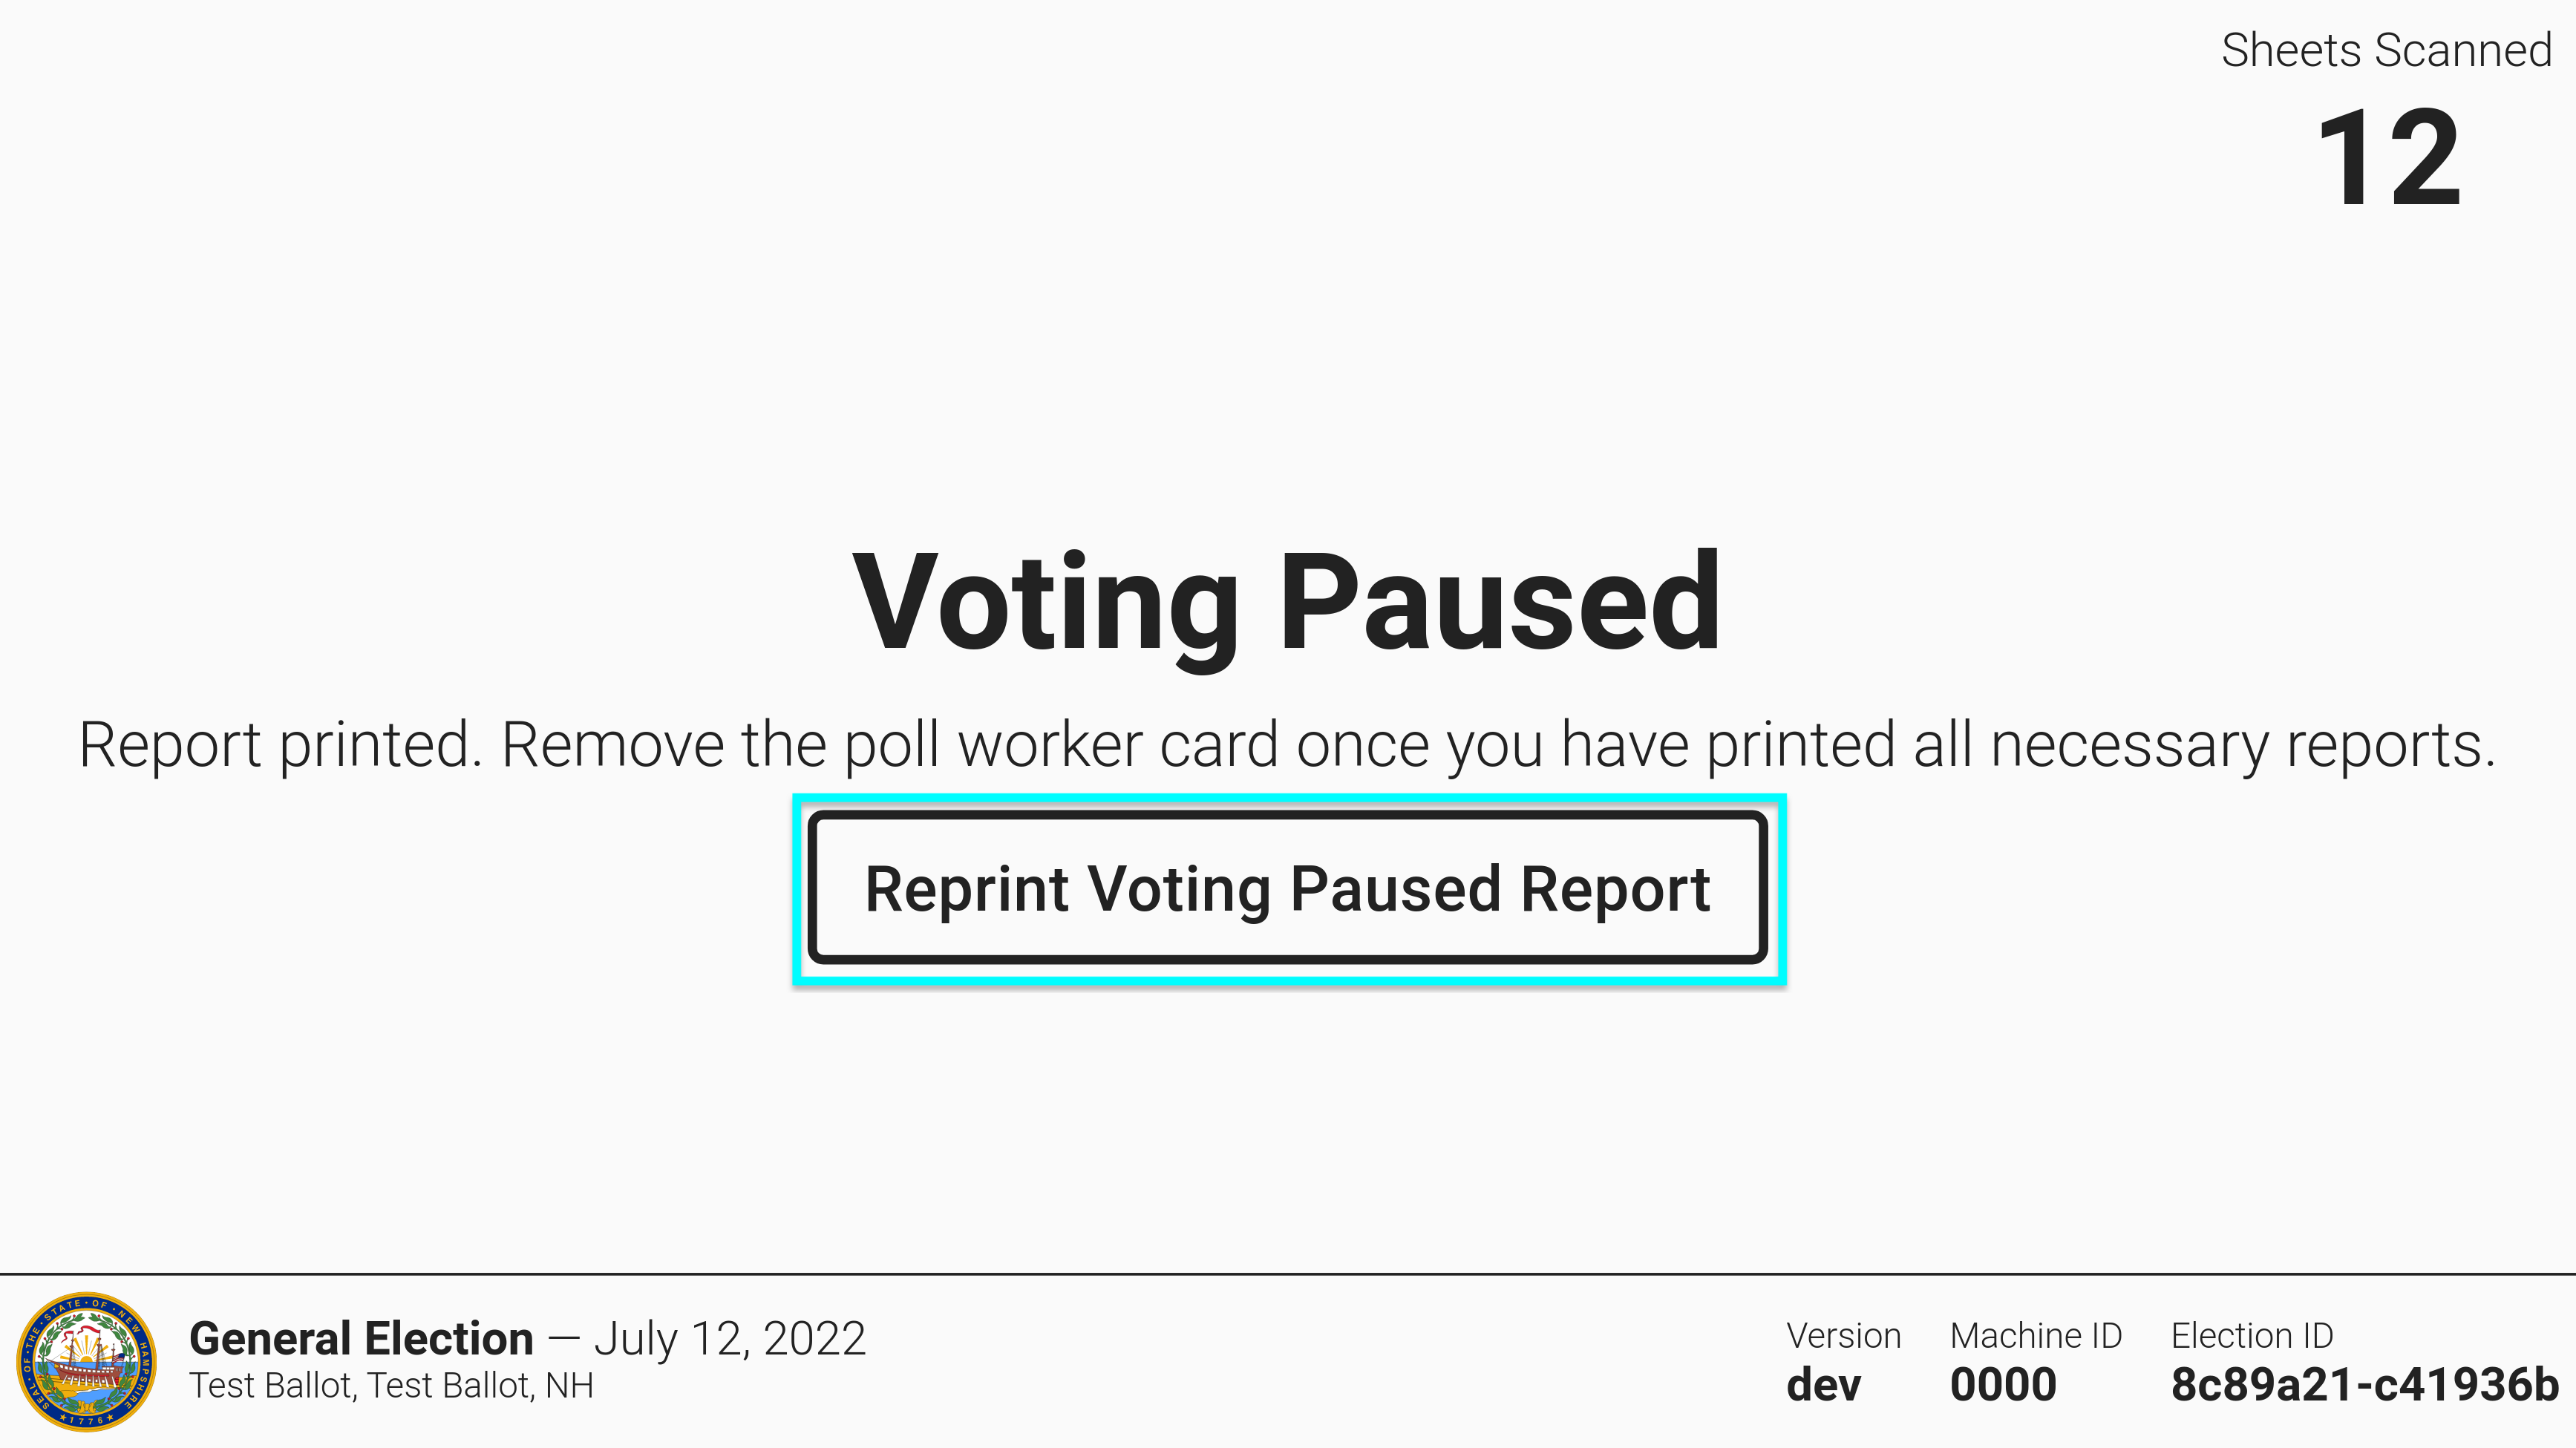 Sheets Scanned
12
Voting Paused
Report printed. Remove the poll worker card once you have printed all necessary reports.
Reprint Voting Paused Report
SEAL · OF · THE · STATE · OF · NEW · HAMPSHIRE
1776
General Election — July 12, 2022
Test Ballot, Test Ballot, NH
Version
dev
Machine ID
0000
Election ID
8c89a21-c41936b